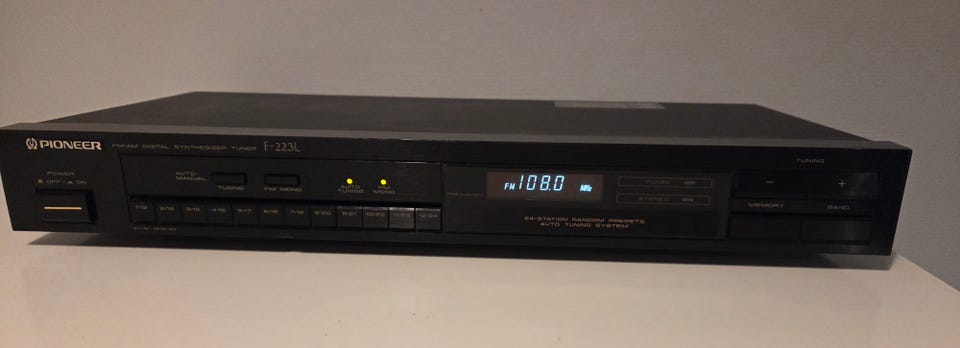 PIONEER FM/AM DIGITAL SYNTHESIZER TUNER F-223L
TUNING
POWER
OFF ON
AUTO/
MANUAL
TUNING
FM MONO
AUTO
TUNING
FM
MONO
FM 108.0 MHz
TUNED
STEREO
- +
MEMORY
BAND
1/13 2/14 3/15 4/16 5/17 6/18 7/19 8/20 9/21 10/22 11/23 12/24
24-STATION RANDOM PRESETS
AUTO TUNING SYSTEM